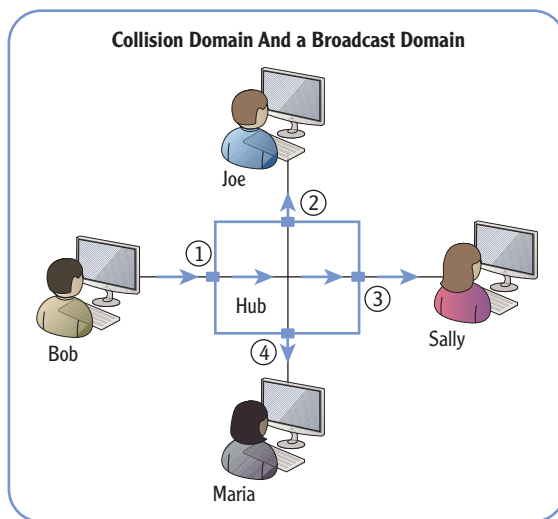 Collision Domain And a Broadcast Domain
Joe
2
1
3
Hub
Bob
Sally
4
Maria